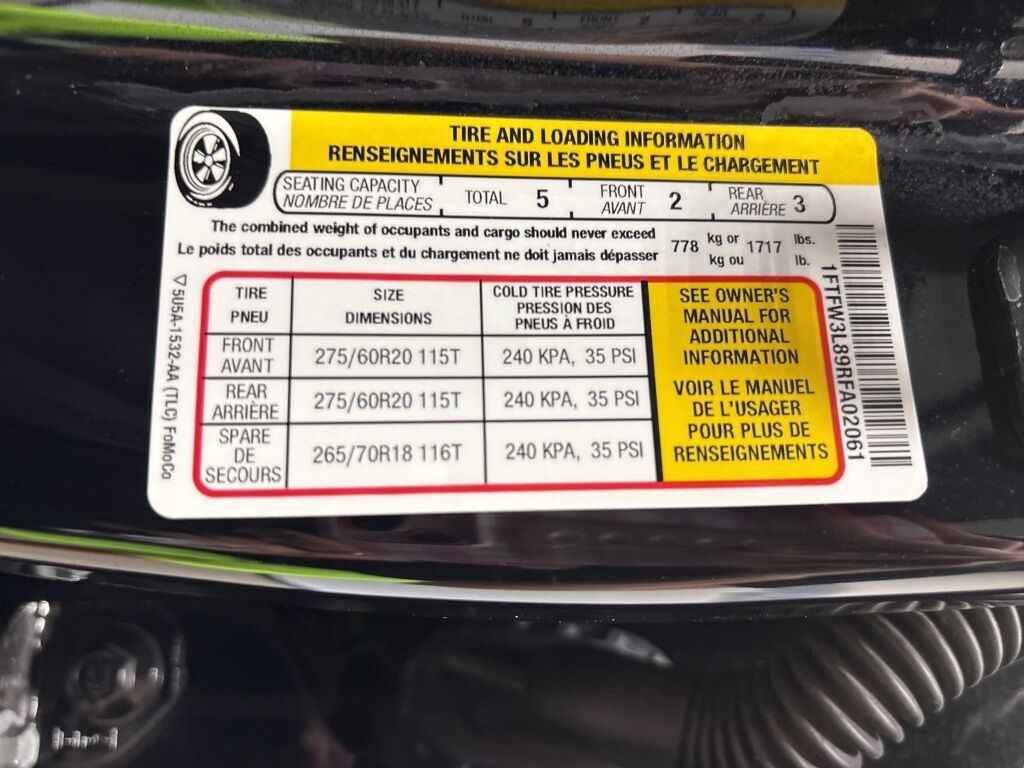 TIRE AND LOADING INFORMATION
RENSEIGNEMENTS SUR LES PNEUS ET LE CHARGEMENT
SEATING CAPACITY
NOMBRE DE PLACES
TOTAL 5
FRONT
AVANT 2
REAR
ARRIÈRE 3
The combined weight of occupants and cargo should never exceed
Le poids total des occupants et du chargement ne doit jamais dépasser
778 kg or 1717 lbs.
kg ou lb.
TIRE SIZE COLD TIRE PRESSURE
PNEU DIMENSIONS PRESSION DES
PNEUS À FROID
FRONT
AVANT 275/60R20 115T 240 KPA, 35 PSI
REAR
ARRIÈRE 275/60R20 115T 240 KPA, 35 PSI
SPARE
DE
SECOURS 265/70R18 116T 240 KPA, 35 PSI
SEE OWNER'S
MANUAL FOR
ADDITIONAL
INFORMATION
VOIR LE MANUEL
DE L'USAGER
POUR PLUS DE
RENSEIGNEMENTS
5U5A-1532-AA (TLC) FoMoCo
1FTFW3L89RFA02061